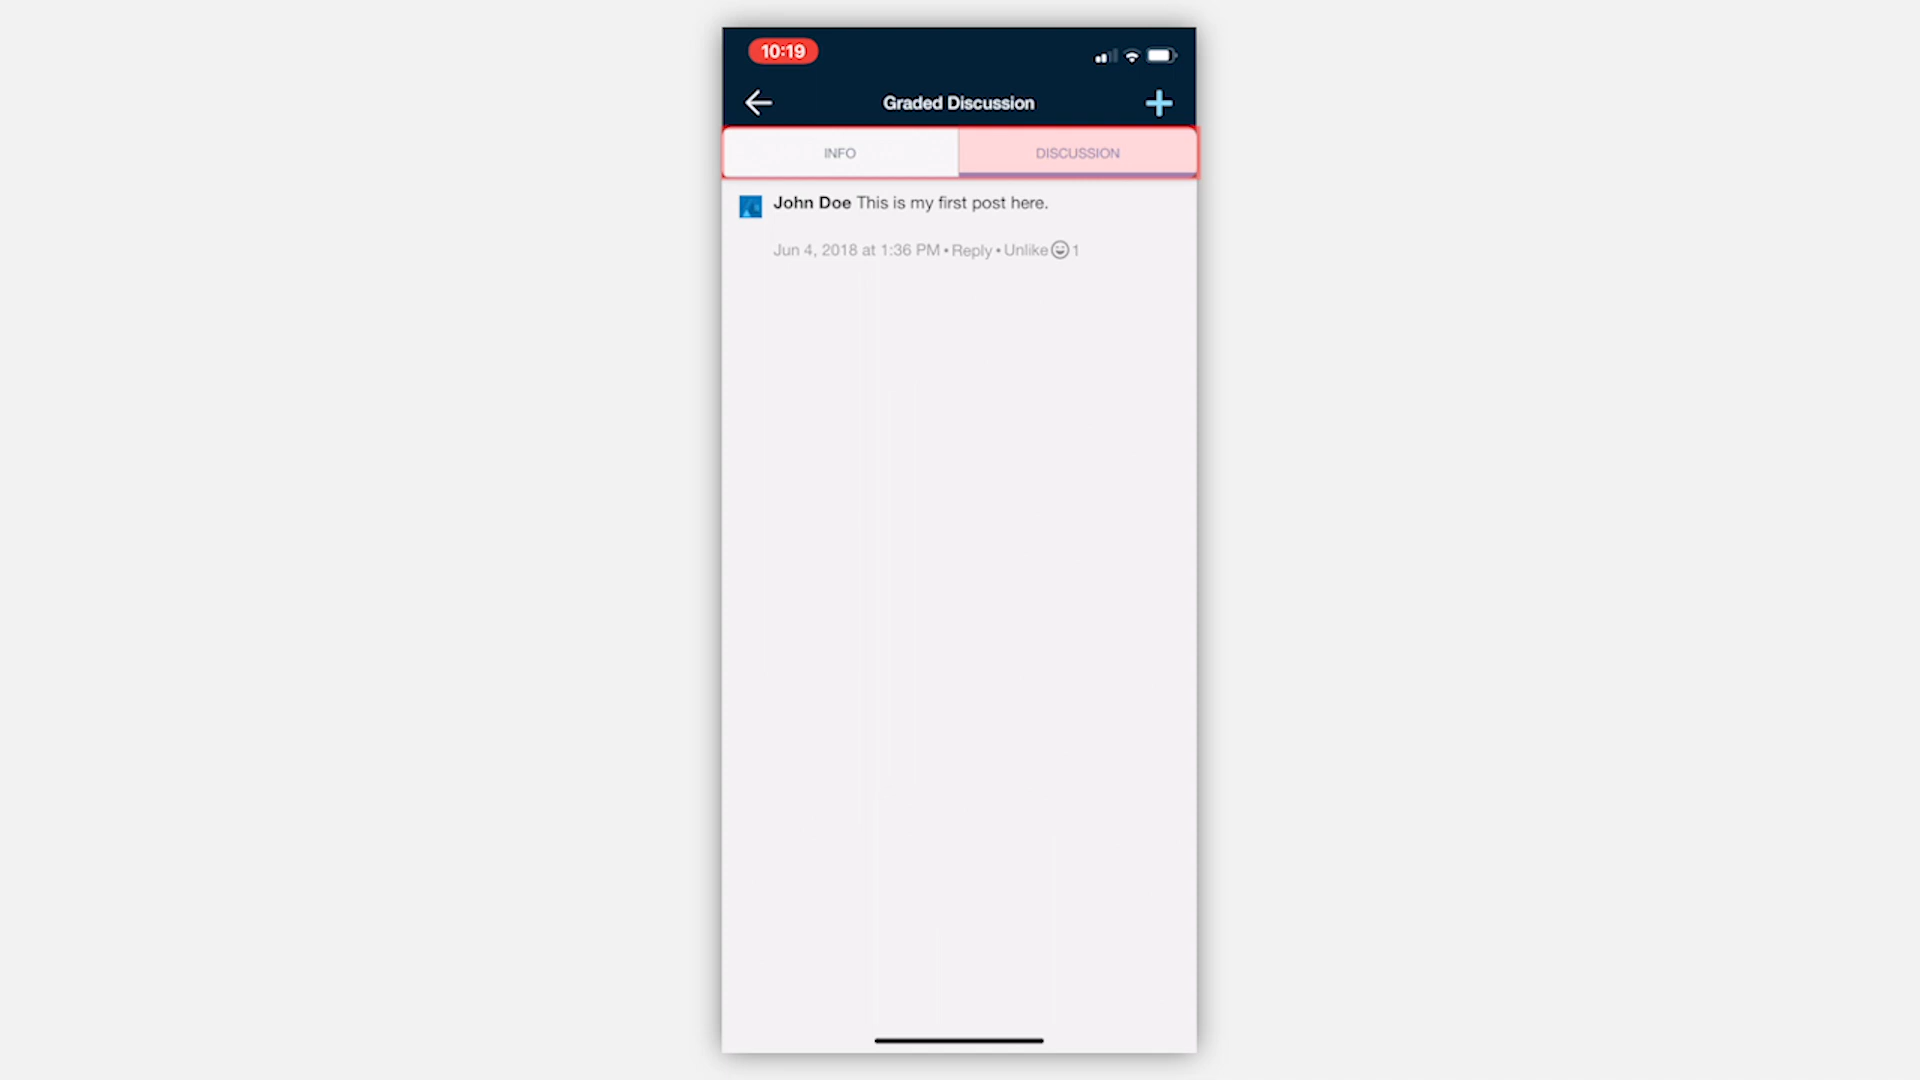 10:19
Graded Discussion
INFO
DISCUSSION
John Doe This is my first post here.
Jun 4, 2018 at 1:36 PM • Reply • Unlike 1